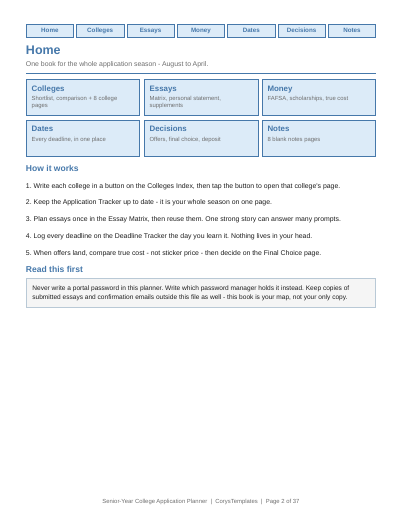 Home Colleges Essays Money Dates Decisions Notes
Home
One book for the whole application season - August to April.
Colleges
Shortlist, comparison + 8 college
pages
Essays
Matrix, personal statement,
supplements
Money
FAFSA, scholarships, true cost
Dates
Every deadline, in one place
Decisions
Offers, final choice, deposit
Notes
8 blank notes pages
How it works
1. Write each college in a button on the Colleges Index, then tap the button to open that college's page.
2. Keep the Application Tracker up to date - it is your whole season on one page.
3. Plan essays once in the Essay Matrix, then reuse them. One strong story can answer many prompts.
4. Log every deadline on the Deadline Tracker the day you learn it. Nothing lives in your head.
5. When offers land, compare true cost - not sticker price - then decide on the Final Choice page.
Read this first
Never write a portal password in this planner. Write which password manager holds it instead. Keep copies of
submitted essays and confirmation emails outside this file as well - this book is your map, not your only copy.
Senior-Year College Application Planner | CorysTemplates | Page 2 of 37